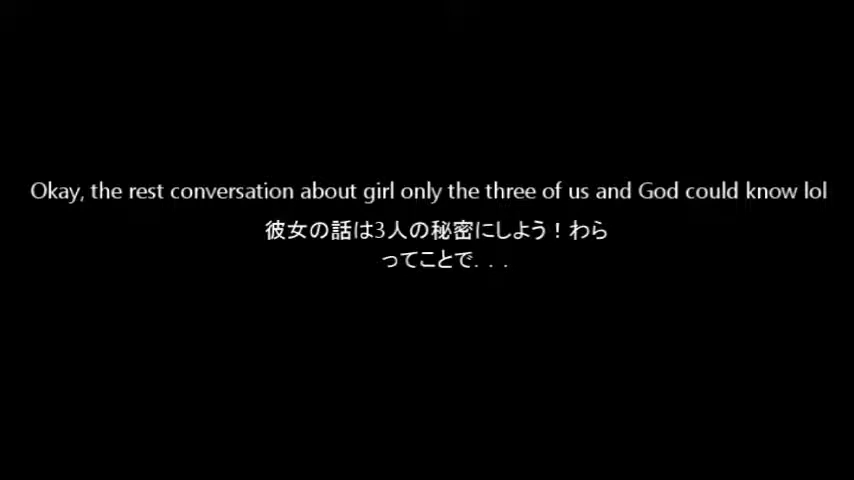 Okay, the rest conversation about girl only the three of us and God could know lol
彼女の話は3人の秘密にしよう！わら
ってことで. . .